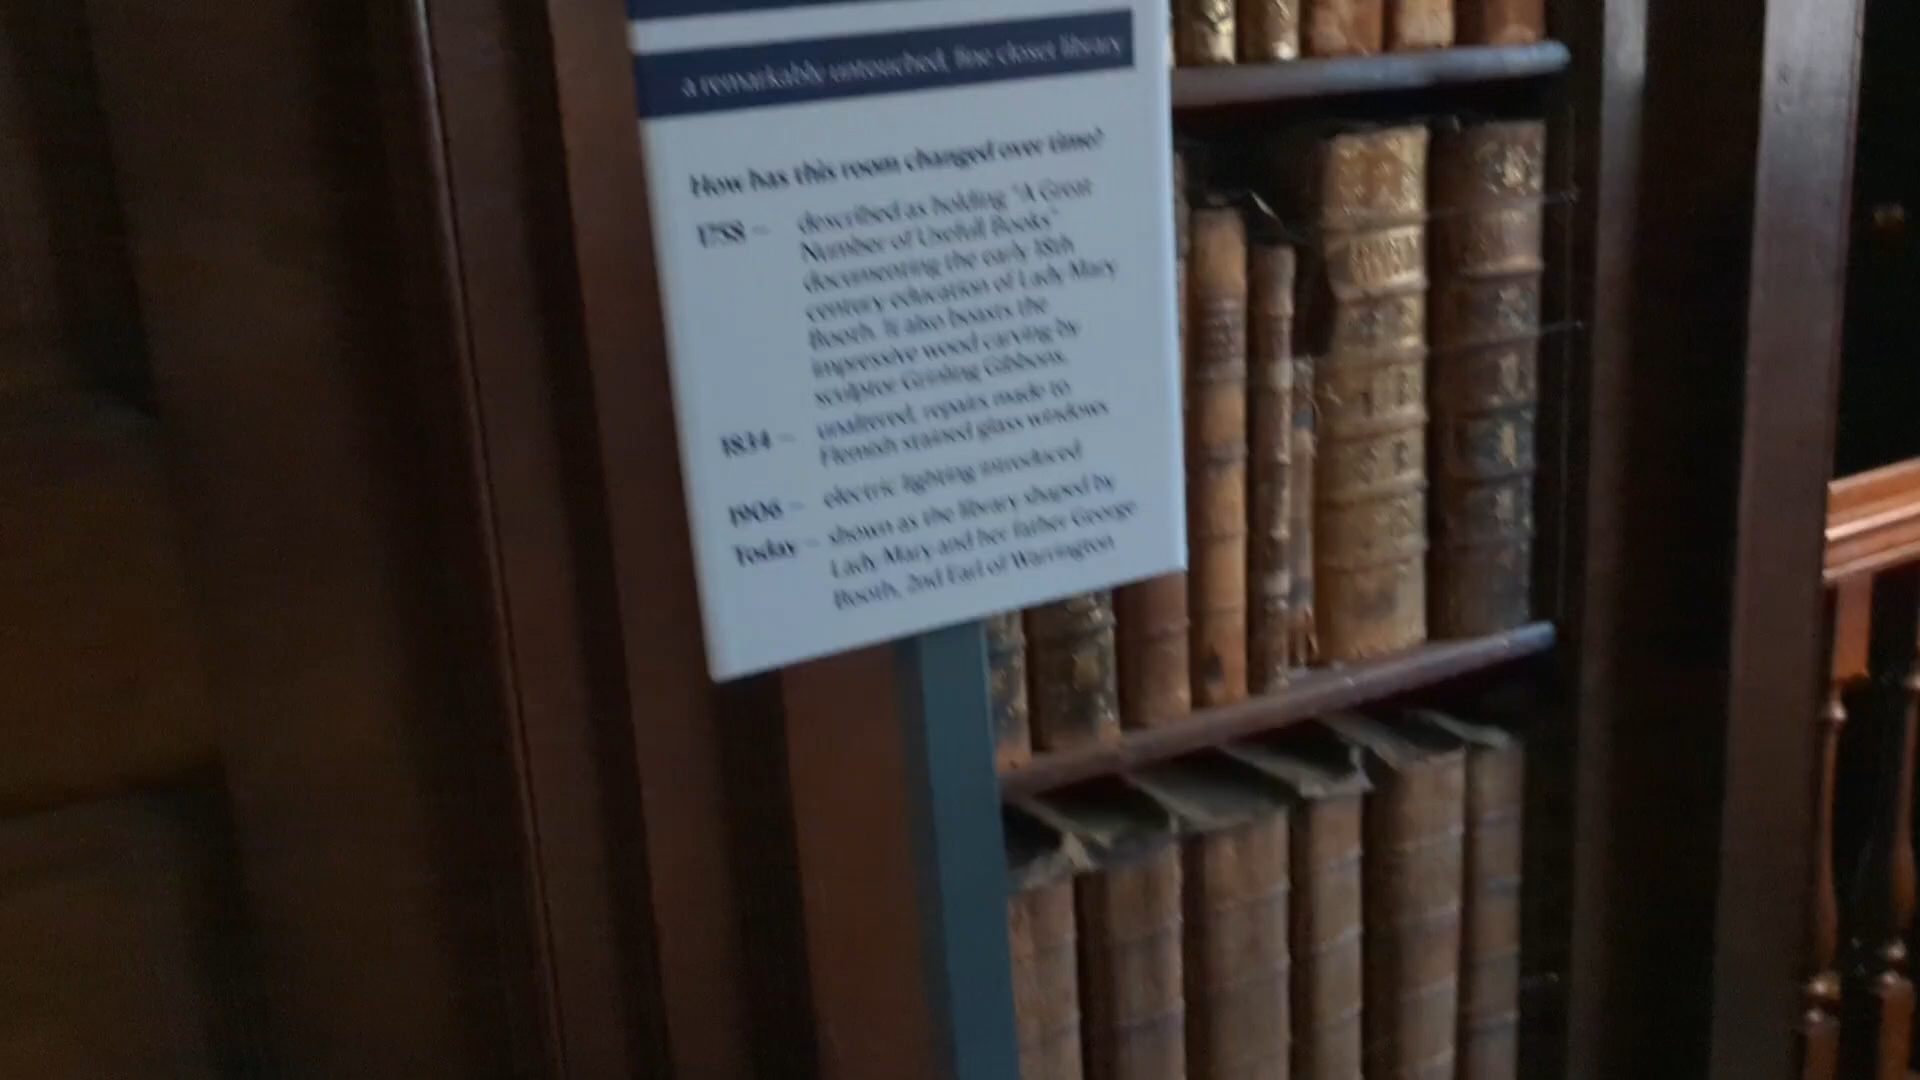 a remarkably untouched, fine closet library
How has this room changed over time?
1758 – described as holding "A Great
Number of Usefull Books"
documenting the early 18th
century education of Lady Mary
Booth. It also boasts the
impressive wood carving by
sculptor Grinling Gibbons.
1834 – unaltered, repairs made to
Flemish stained glass windows
1906 – electric lighting introduced
Today – shown as the library shaped by
Lady Mary and her father George
Booth, 2nd Earl of Warrington